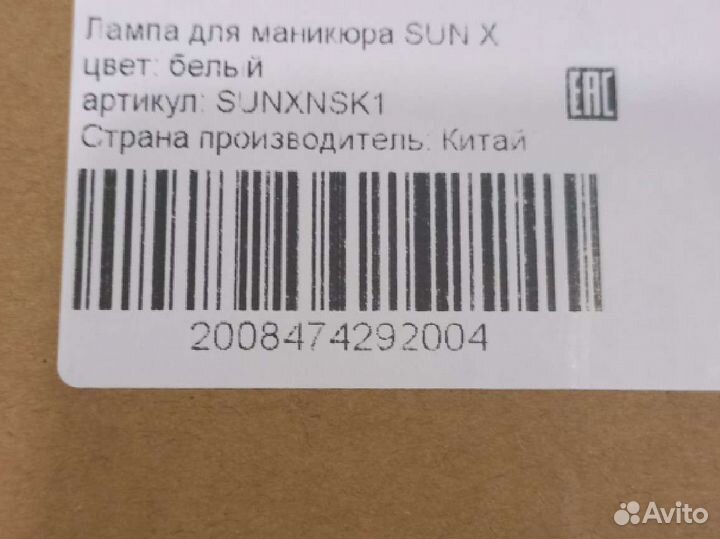 Лампа для маникюра SUN X
цвет: белый
артикул: SUNXNSK1
EAC
Страна производитель: Китай
2008474292004
Avito